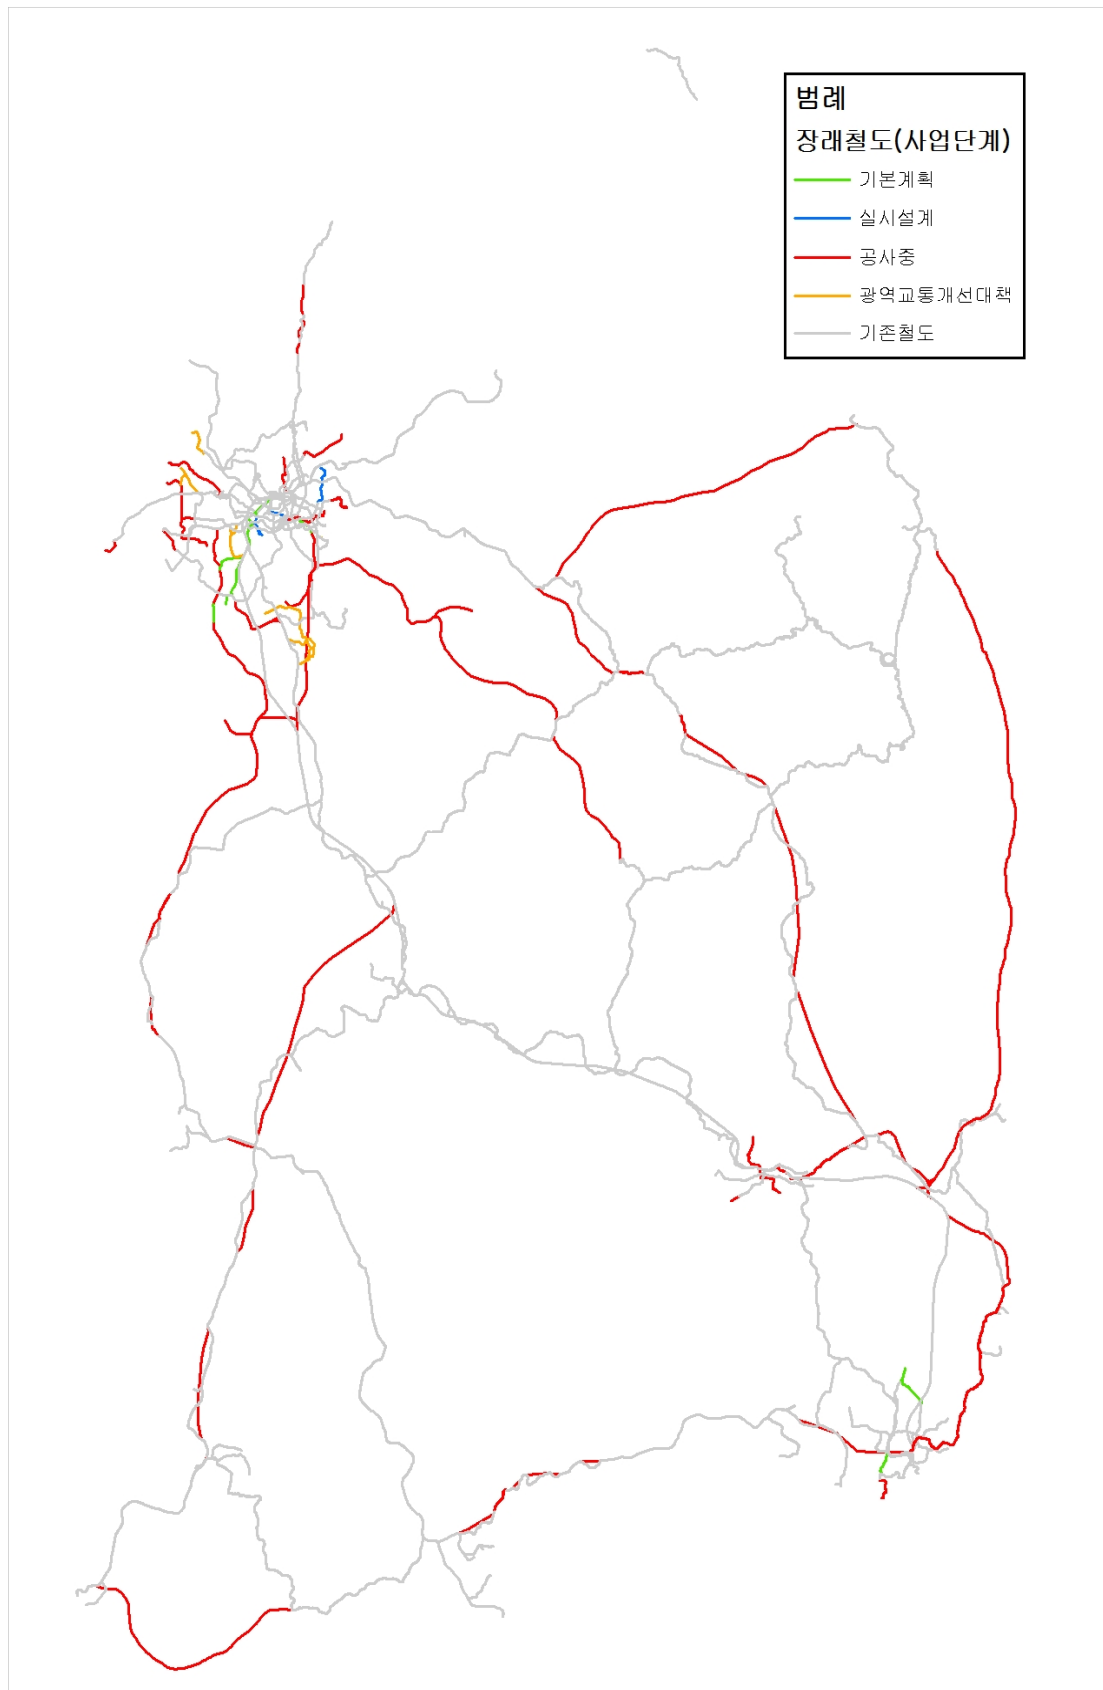 범례
장래철도(사업단계)
기본계획
실시설계
공사중
광역교통개선대책
기존철도